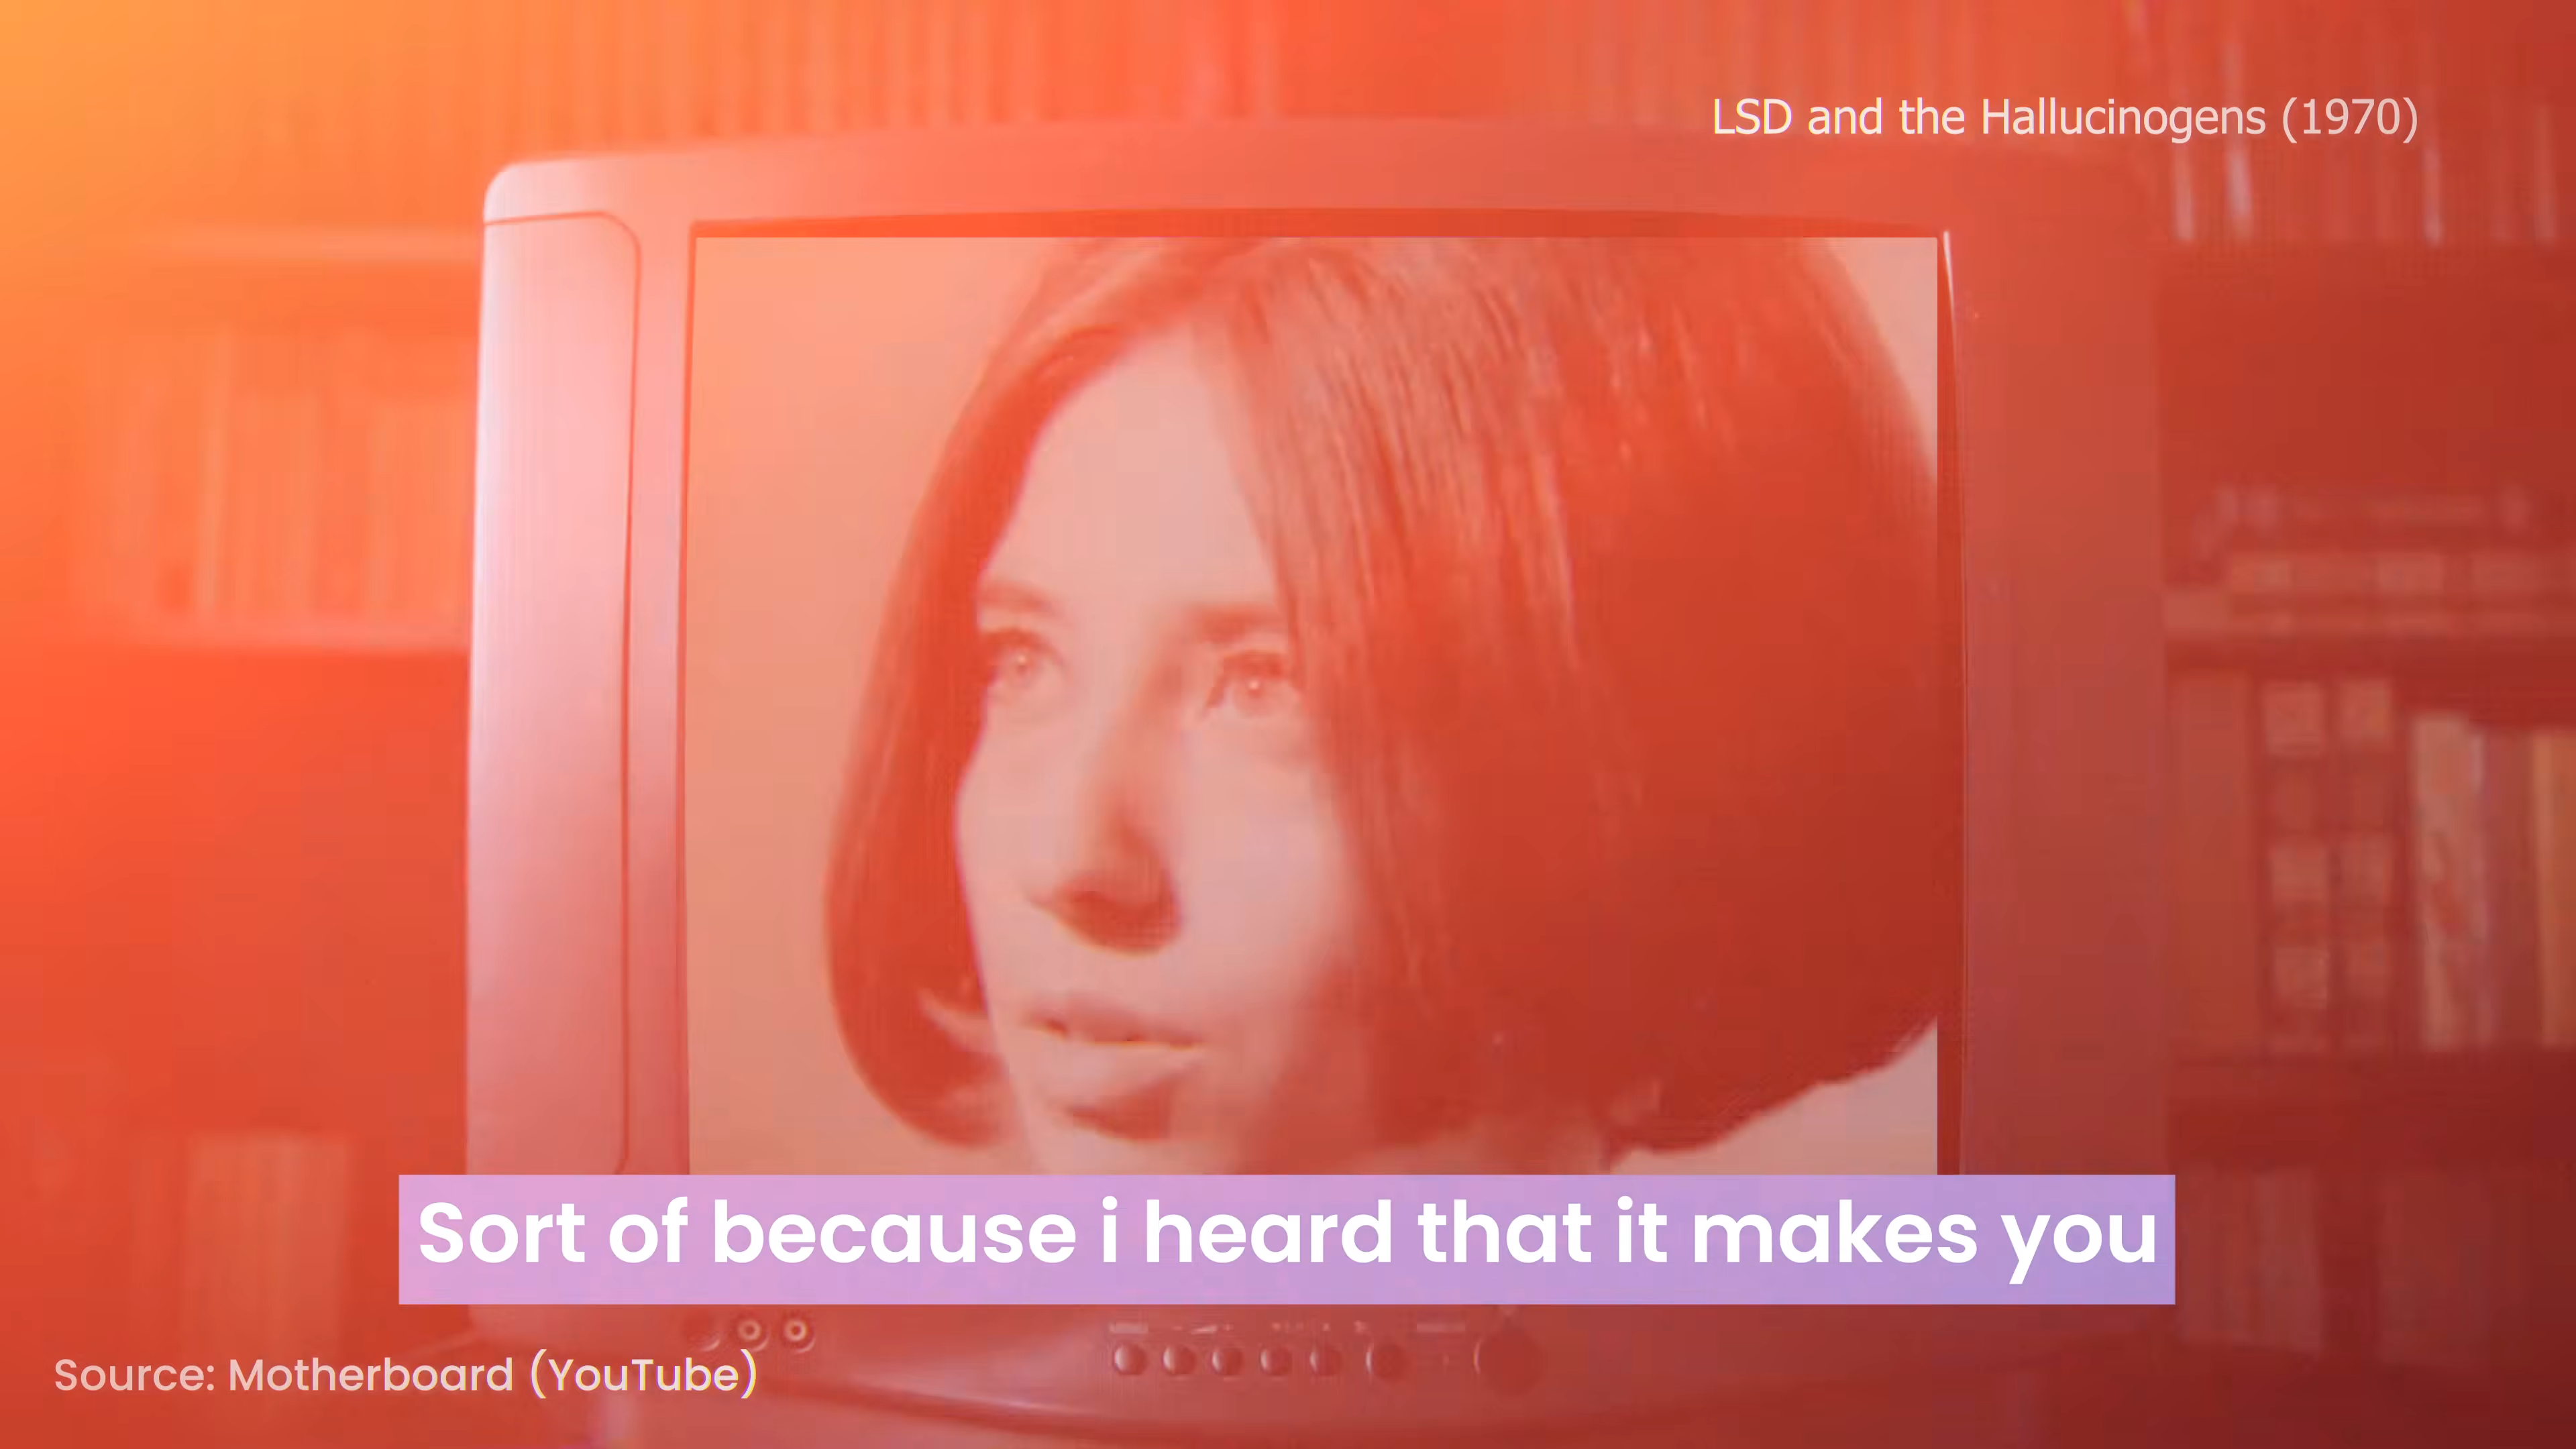 LSD and the Hallucinogens (1970)
Sort of because i heard that it makes you
Source: Motherboard (YouTube)